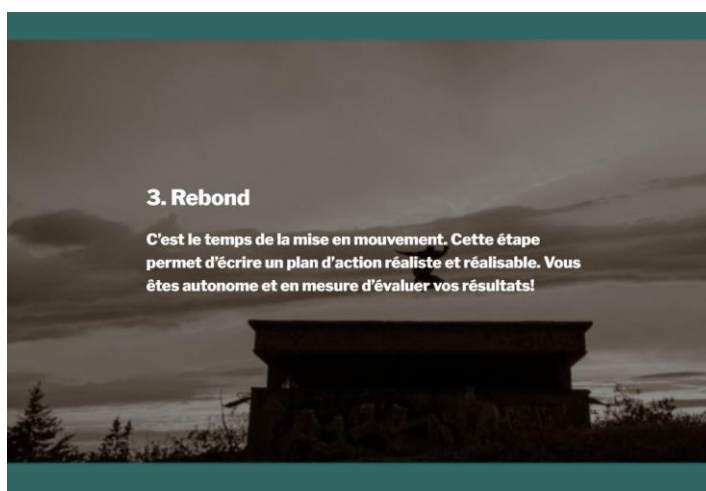 3. Rebond
C'est le temps de la mise en mouvement. Cette étape
permet d'écrire un plan d'action réaliste et réalisable. Vous
êtes autonome et en mesure d'évaluer vos résultats!